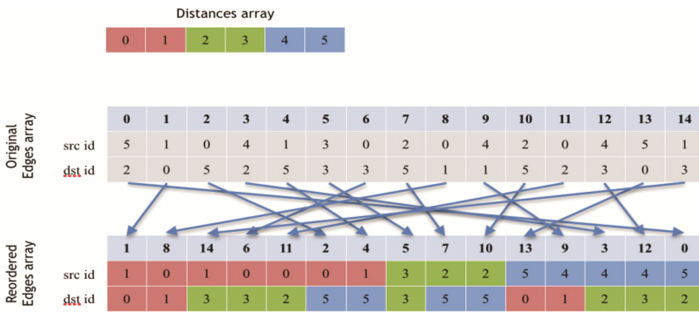 Distances array
0 1 2 3 4 5
Original
Edges array
0 1 2 3 4 5 6 7 8 9 10 11 12 13 14
src id 5 1 0 4 1 3 0 2 0 4 2 0 4 5 1
dst id 2 0 5 2 5 3 3 5 1 1 5 2 3 0 3
Reordered
Edges array
1 8 14 6 11 2 4 5 7 10 13 9 3 12 0
src id 1 0 1 0 0 0 1 3 2 2 5 4 4 4 5
dst id 0 1 3 3 2 5 5 3 5 5 0 1 2 3 2